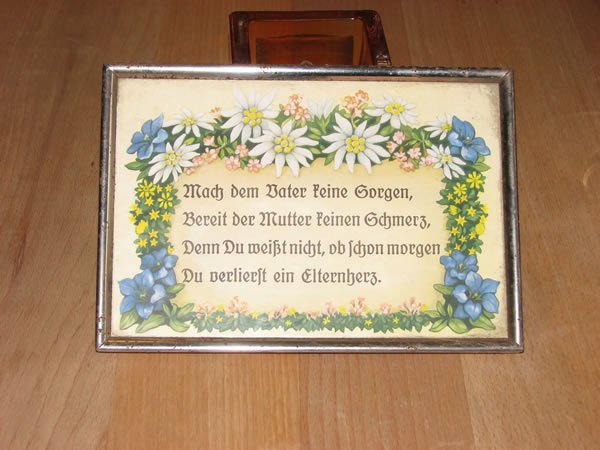 Mach dem Vater keine Sorgen,
Bereit der Mutter keinen Schmerz,
Denn Du weißt nicht, ob schon morgen
Du verlierst ein Elternherz.